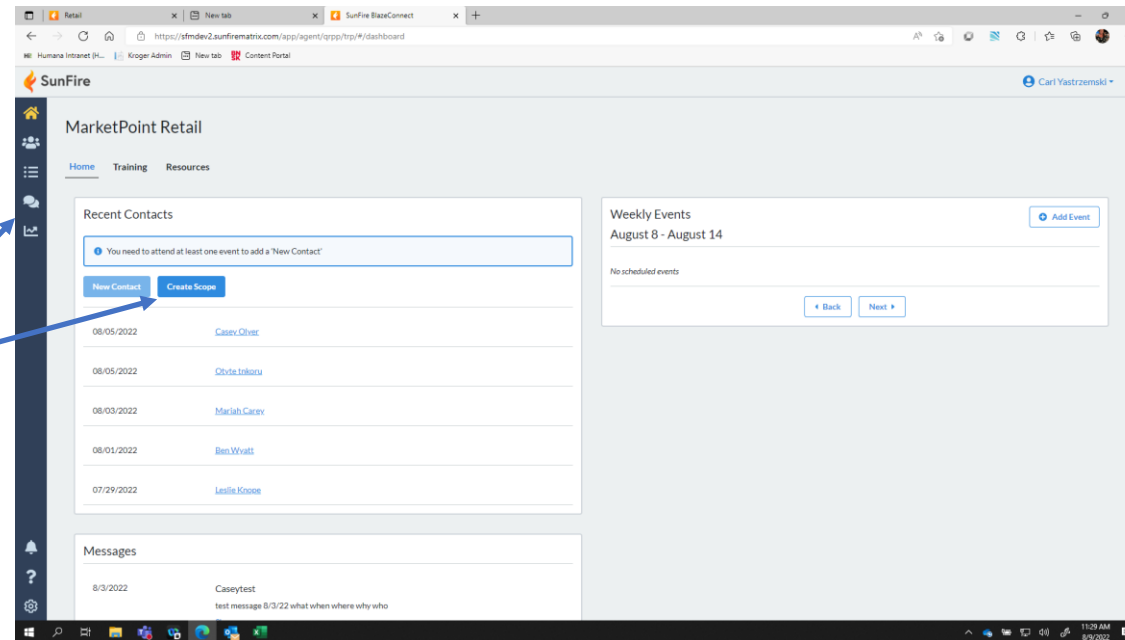 Retail
New tab
SunFire BlazeConnect
https://sfmdev2.sunfirematrix.com/app/agent/qrpp/trp/#/dashboard
Humana Intranet (H...
Kroger Admin
New tab
Content Portal
SunFire
Carl Yastrzemski
MarketPoint Retail
Home Training Resources
Recent Contacts
You need to attend at least one event to add a 'New Contact'
New Contact
Create Scope
08/05/2022 Casey Olver
08/05/2022 Otyte tnkoru
08/03/2022 Mariah Carey
08/01/2022 Ben Wyatt
07/29/2022 Leslie Knope
Weekly Events
Add Event
August 8 - August 14
No scheduled events
Back Next
Messages
8/3/2022 Caseytest
test message 8/3/22 what when where why who
11:29 AM
8/9/2022